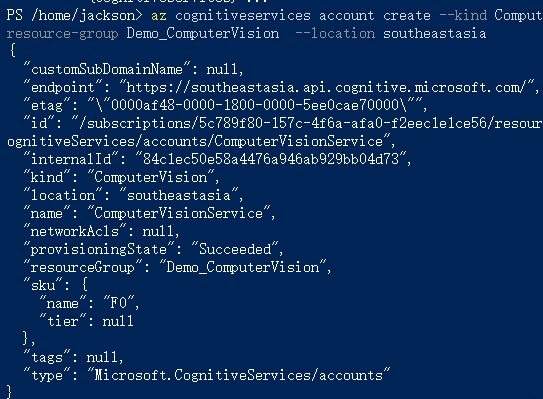 PS /home/jackson> az cognitiveservices account create --kind Comput
resource-group Demo_ComputerVision  --location southeastasia
{
  "customSubDomainName": null,
  "endpoint": "https://southeastasia.api.cognitive.microsoft.com/",
  "etag": "\"0000af48-0000-1800-0000-5ee0cae70000\"",
  "id": "/subscriptions/5c789f80-157c-4f6a-afa0-f2eec1e1ce56/resour
ognitiveServices/accounts/ComputerVisionService",
  "internalId": "84c1ec50e58a4476a946ab929bb04d73",
  "kind": "ComputerVision",
  "location": "southeastasia",
  "name": "ComputerVisionService",
  "networkAcls": null,
  "provisioningState": "Succeeded",
  "resourceGroup": "Demo_ComputerVision",
  "sku": {
    "name": "F0",
    "tier": null
  },
  "tags": null,
  "type": "Microsoft.CognitiveServices/accounts"
}